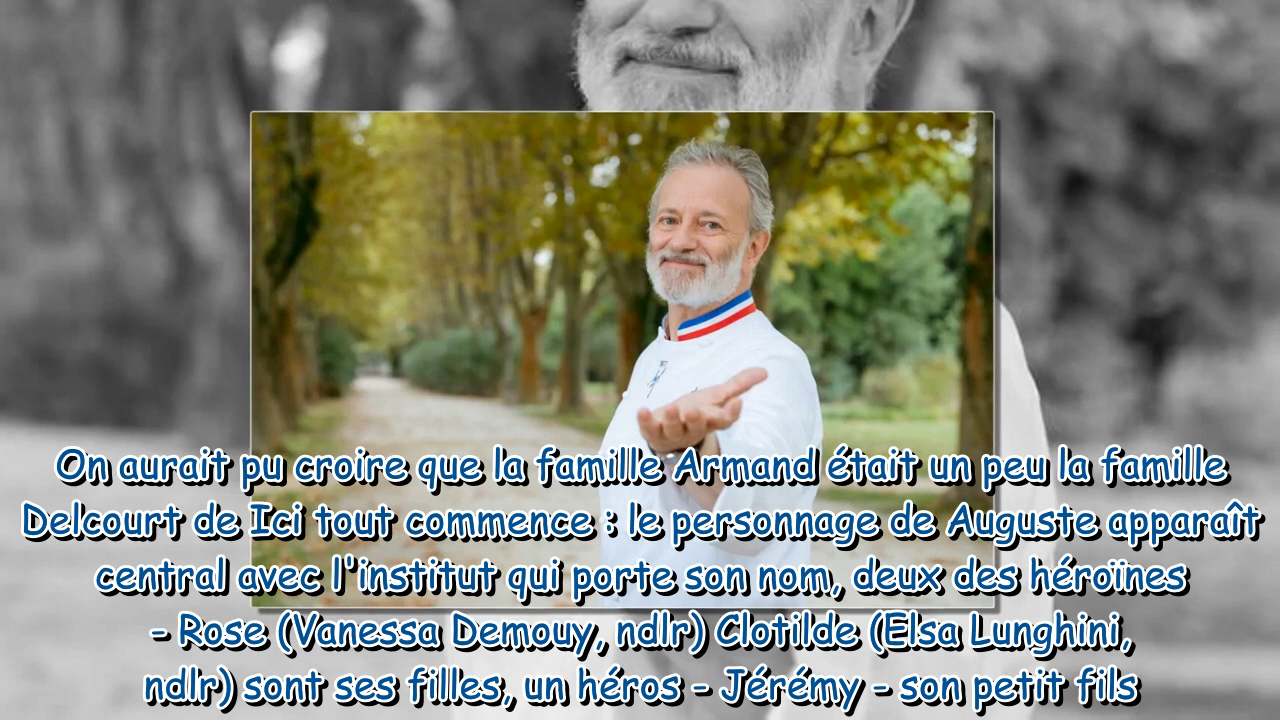 On aurait pu croire que la famille Armand était un peu la famille
Delcourt de Ici tout commence : le personnage de Auguste apparaît
central avec l'institut qui porte son nom, deux des héroïnes
- Rose (Vanessa Demouy, ndlr) Clotilde (Elsa Lunghini,
ndlr) sont ses filles, un héros - Jérémy - son petit fils